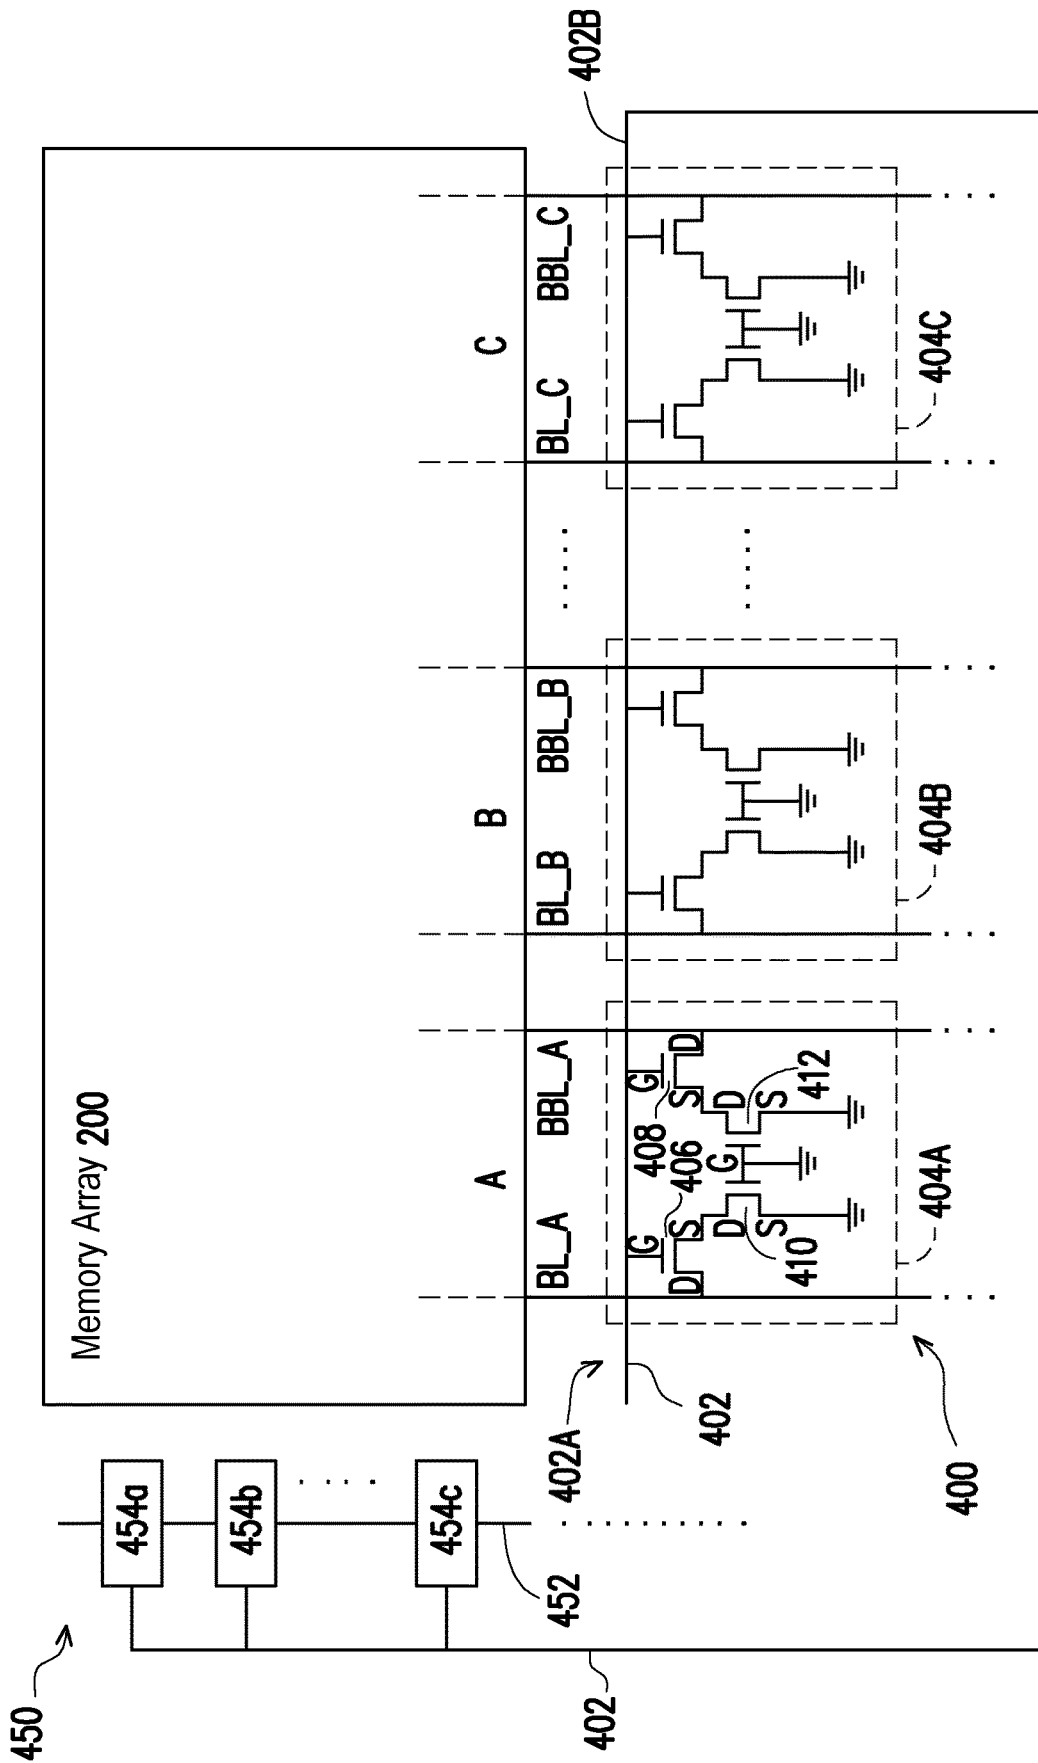 450
454a
454b
454c
452
402
Memory Array 200
A
B
C
BL_A
BBL_A
BL_B
BBL_B
BL_C
BBL_C
402A
402
402B
G
G
408
406
D
S
S
D
G
D
D
S
S
410
412
404A
404B
404C
400